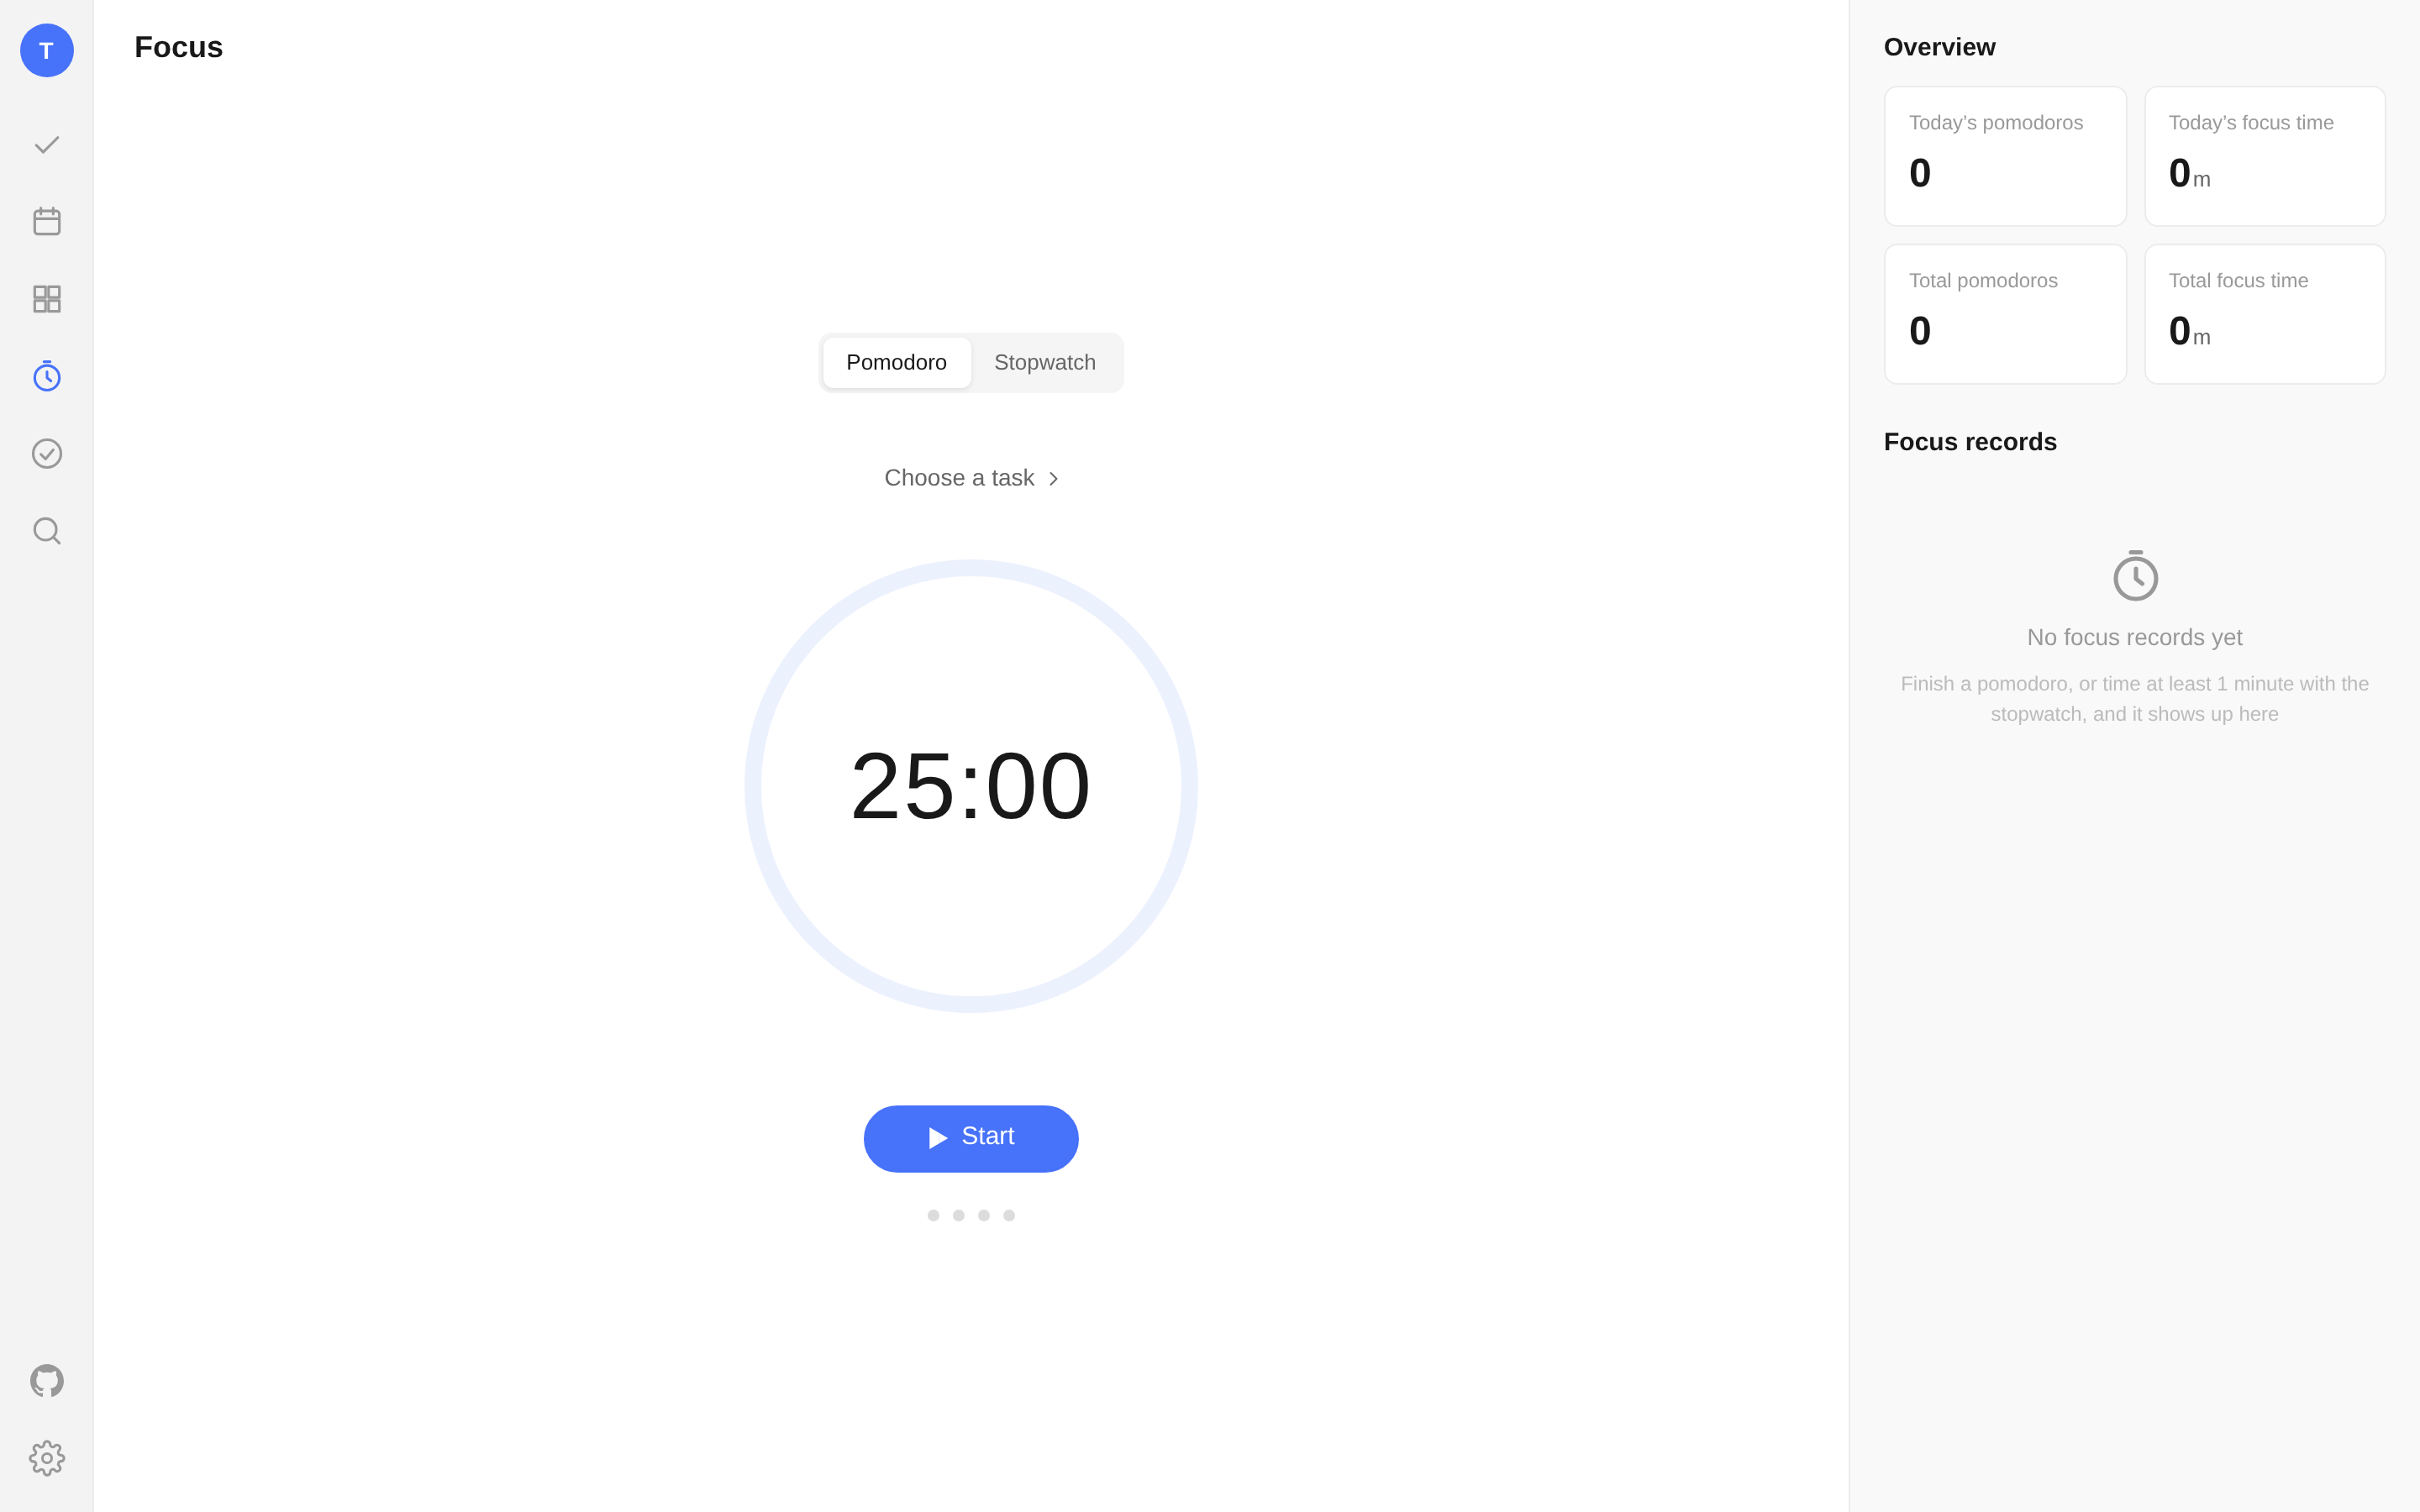 T
Focus
Pomodoro Stopwatch
Choose a task
25:00
Start
Overview
Today’s pomodoros
0
Today’s focus time
0m
Total pomodoros
0
Total focus time
0m
Focus records
No focus records yet
Finish a pomodoro, or time at least 1 minute with the
stopwatch, and it shows up here